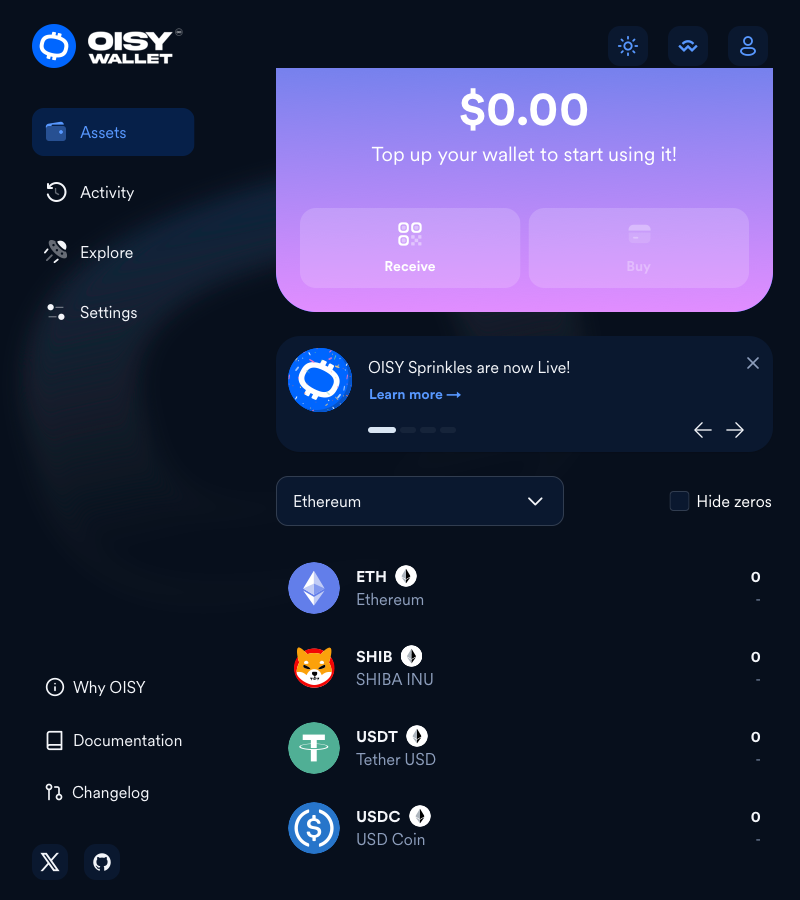 OISY
WALLET
Assets
Activity
Explore
Settings
Why OISY
Documentation
Changelog
$0.00
Top up your wallet to start using it!
Receive
Buy
OISY Sprinkles are now Live!
Learn more →
Ethereum
Hide zeros
ETH
0
Ethereum
-
SHIB
0
SHIBA INU
-
USDT
0
Tether USD
-
USDC
0
USD Coin
-